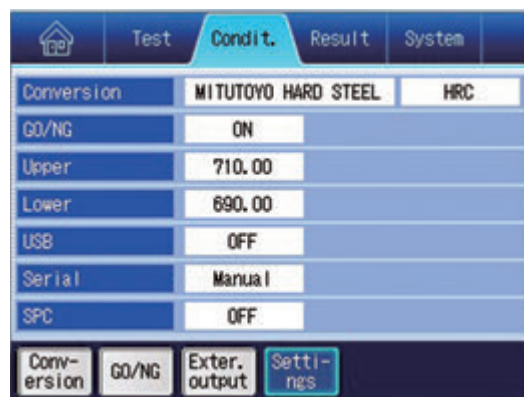 Test Condit. Result System
Conversion MITUTOYO HARD STEEL HRC
GO/NG ON
Upper 710.00
Lower 690.00
USB OFF
Serial Manual
SPC OFF
Conv-
ersion
GO/NG
Exter.
output
Setti-
ngs